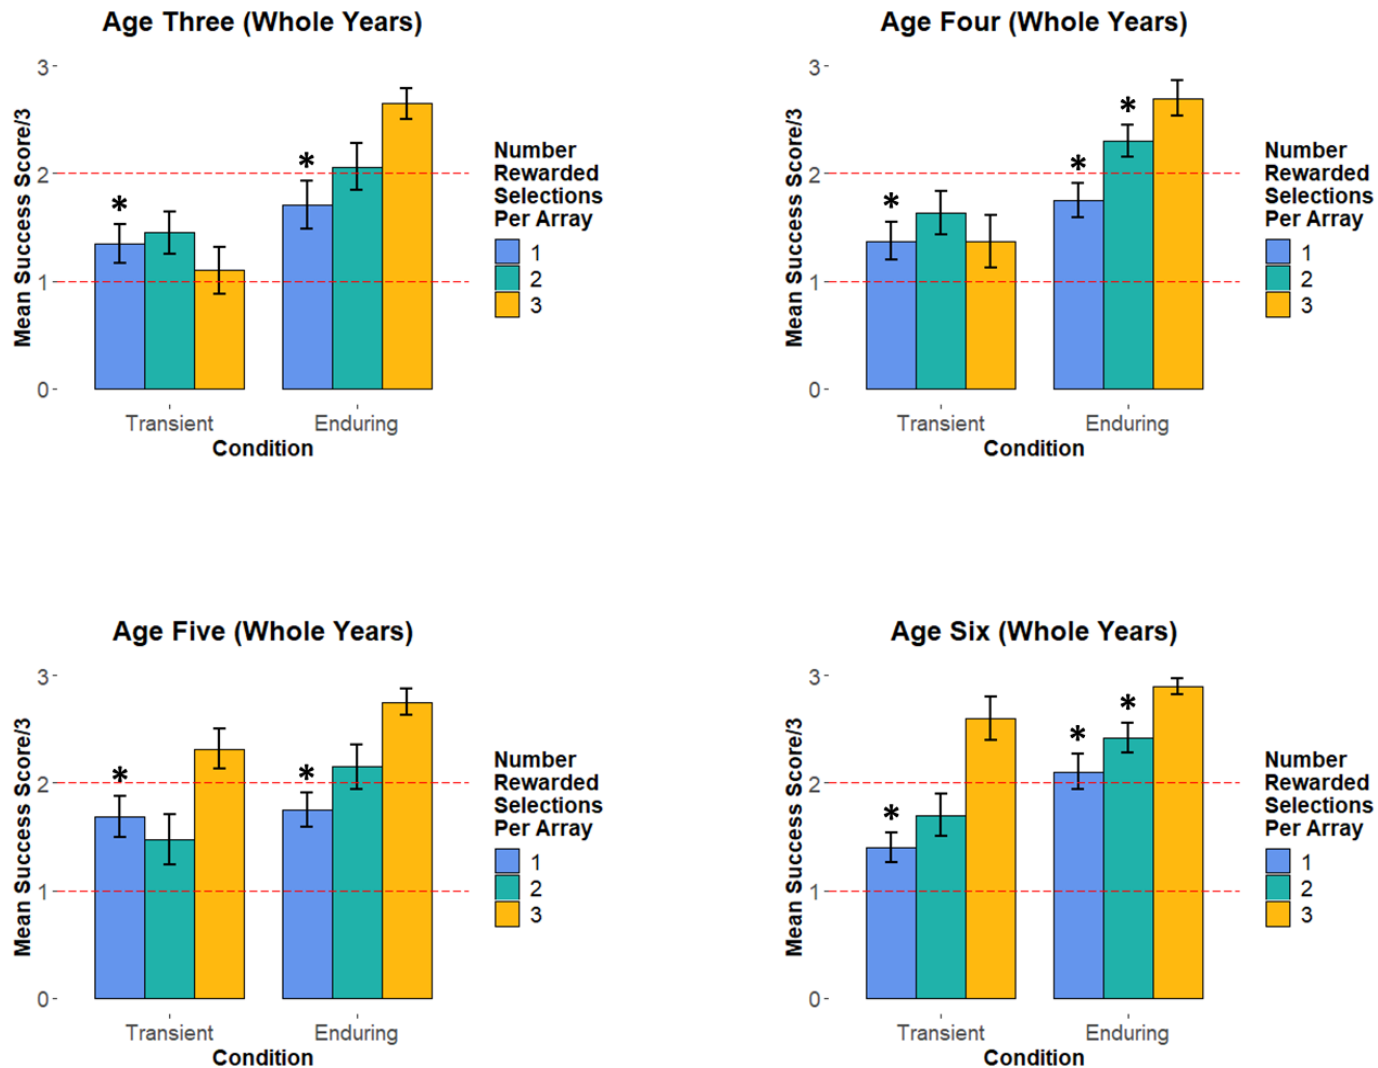 Age Three (Whole Years)
Mean Success Score/3
3
2
1
0
*
*
Transient
Enduring
Condition
Number
Rewarded
Selections
Per Array
1
2
3
Age Four (Whole Years)
Mean Success Score/3
3
2
1
0
*
*
*
Transient
Enduring
Condition
Number
Rewarded
Selections
Per Array
1
2
3
Age Five (Whole Years)
Mean Success Score/3
3
2
1
0
*
*
Transient
Enduring
Condition
Number
Rewarded
Selections
Per Array
1
2
3
Age Six (Whole Years)
Mean Success Score/3
3
2
1
0
*
*
*
Transient
Enduring
Condition
Number
Rewarded
Selections
Per Array
1
2
3